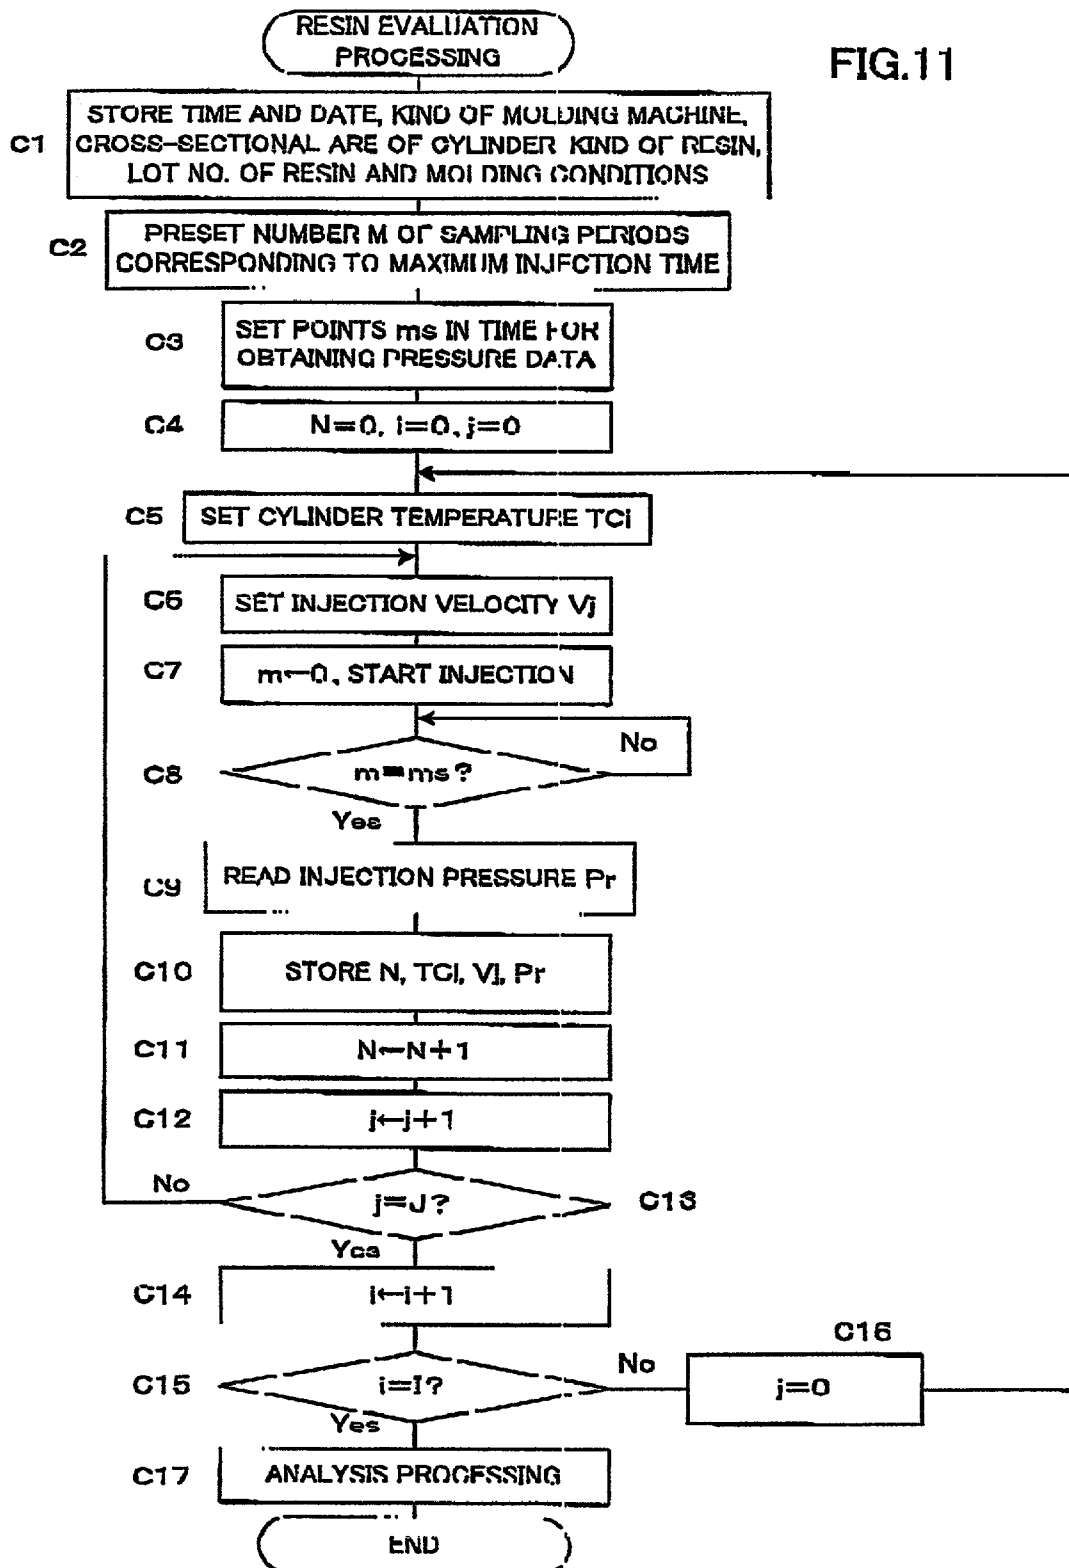 RESIN EVALUATION
PROCESSING
FIG.11
C1
STORE TIME AND DATE, KIND OF MOLDING MACHINE,
CROSS-SECTIONAL ARE OF CYLINDER KIND OF RESIN,
LOT NO. OF RESIN AND MOLDING CONDITIONS
C2
PRESET NUMBER M OF SAMPLING PERIODS
CORRESPONDING TO MAXIMUM INJECTION TIME
C3
SET POINTS ms IN TIME FOR
OBTAINING PRESSURE DATA
C4
N=0, i=0, j=0
C5
SET CYLINDER TEMPERATURE TCi
C6
SET INJECTION VELOCITY Vj
C7
m←0, START INJECTION
C8
m=ms?
No
Yes
C9
READ INJECTION PRESSURE Pr
C10
STORE N, TCi, Vj, Pr
C11
N←N+1
C12
j←j+1
No
j=J?
C13
Yes
C14
i←i+1
C15
i=I?
No
C16
j=0
Yes
C17
ANALYSIS PROCESSING
END